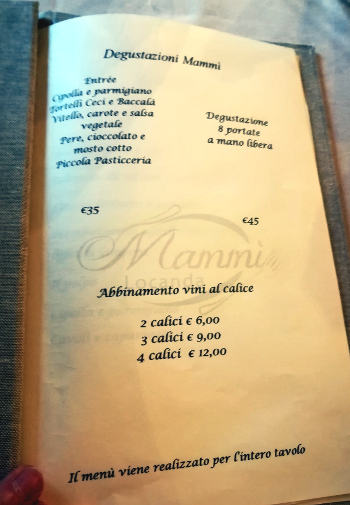 Degustazioni Mammì
Entrée
Cipolla e parmigiano
Tortelli Ceci e Baccalà
Vitello, carote e salsa
vegetale
Pere, cioccolato e
mosto cotto
Piccola Pasticceria
€35
Degustazione
8 portate
a mano libera
€45
Mammì
Locanda
Abbinamento vini al calice
2 calici € 6,00
3 calici € 9,00
4 calici € 12,00
Il menù viene realizzato per l'intero tavolo